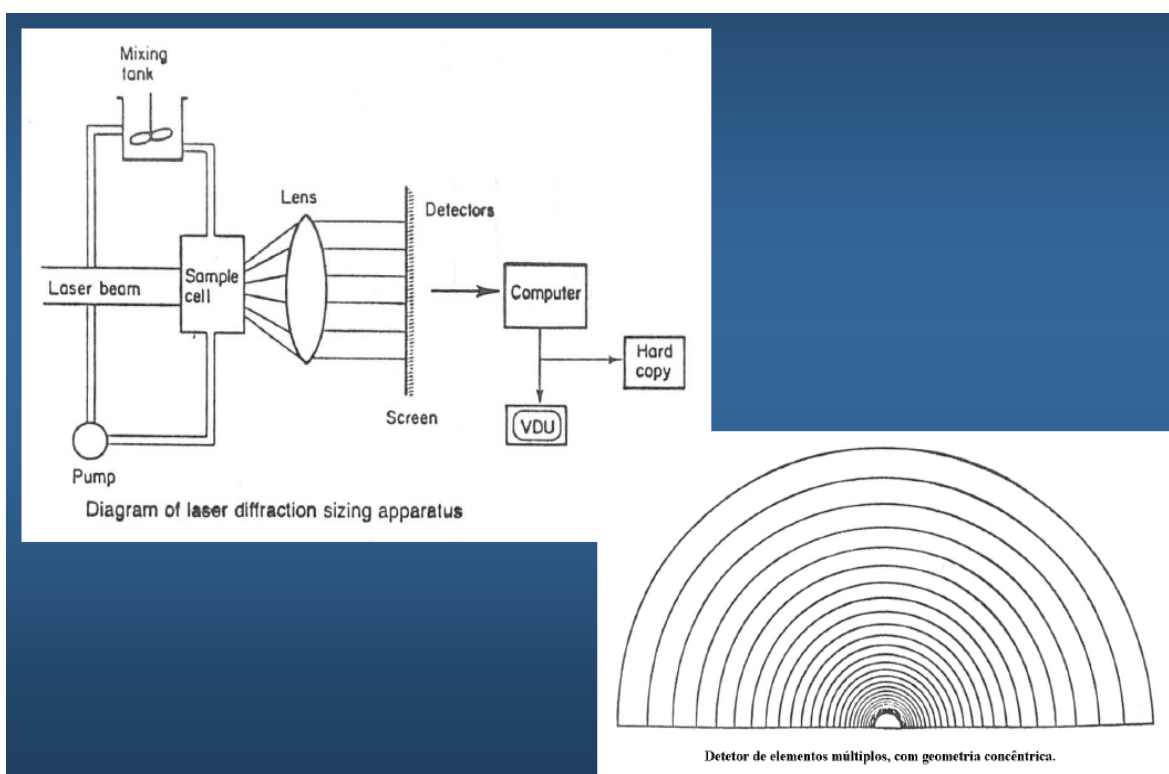 Mixing
tank
Lens
Detectors
Laser beam
Sample
cell
Computer
Hard
copy
VDU
Screen
Pump
Diagram of laser diffraction sizing apparatus
Detetor de elementos múltiplos, com geometria concêntrica.